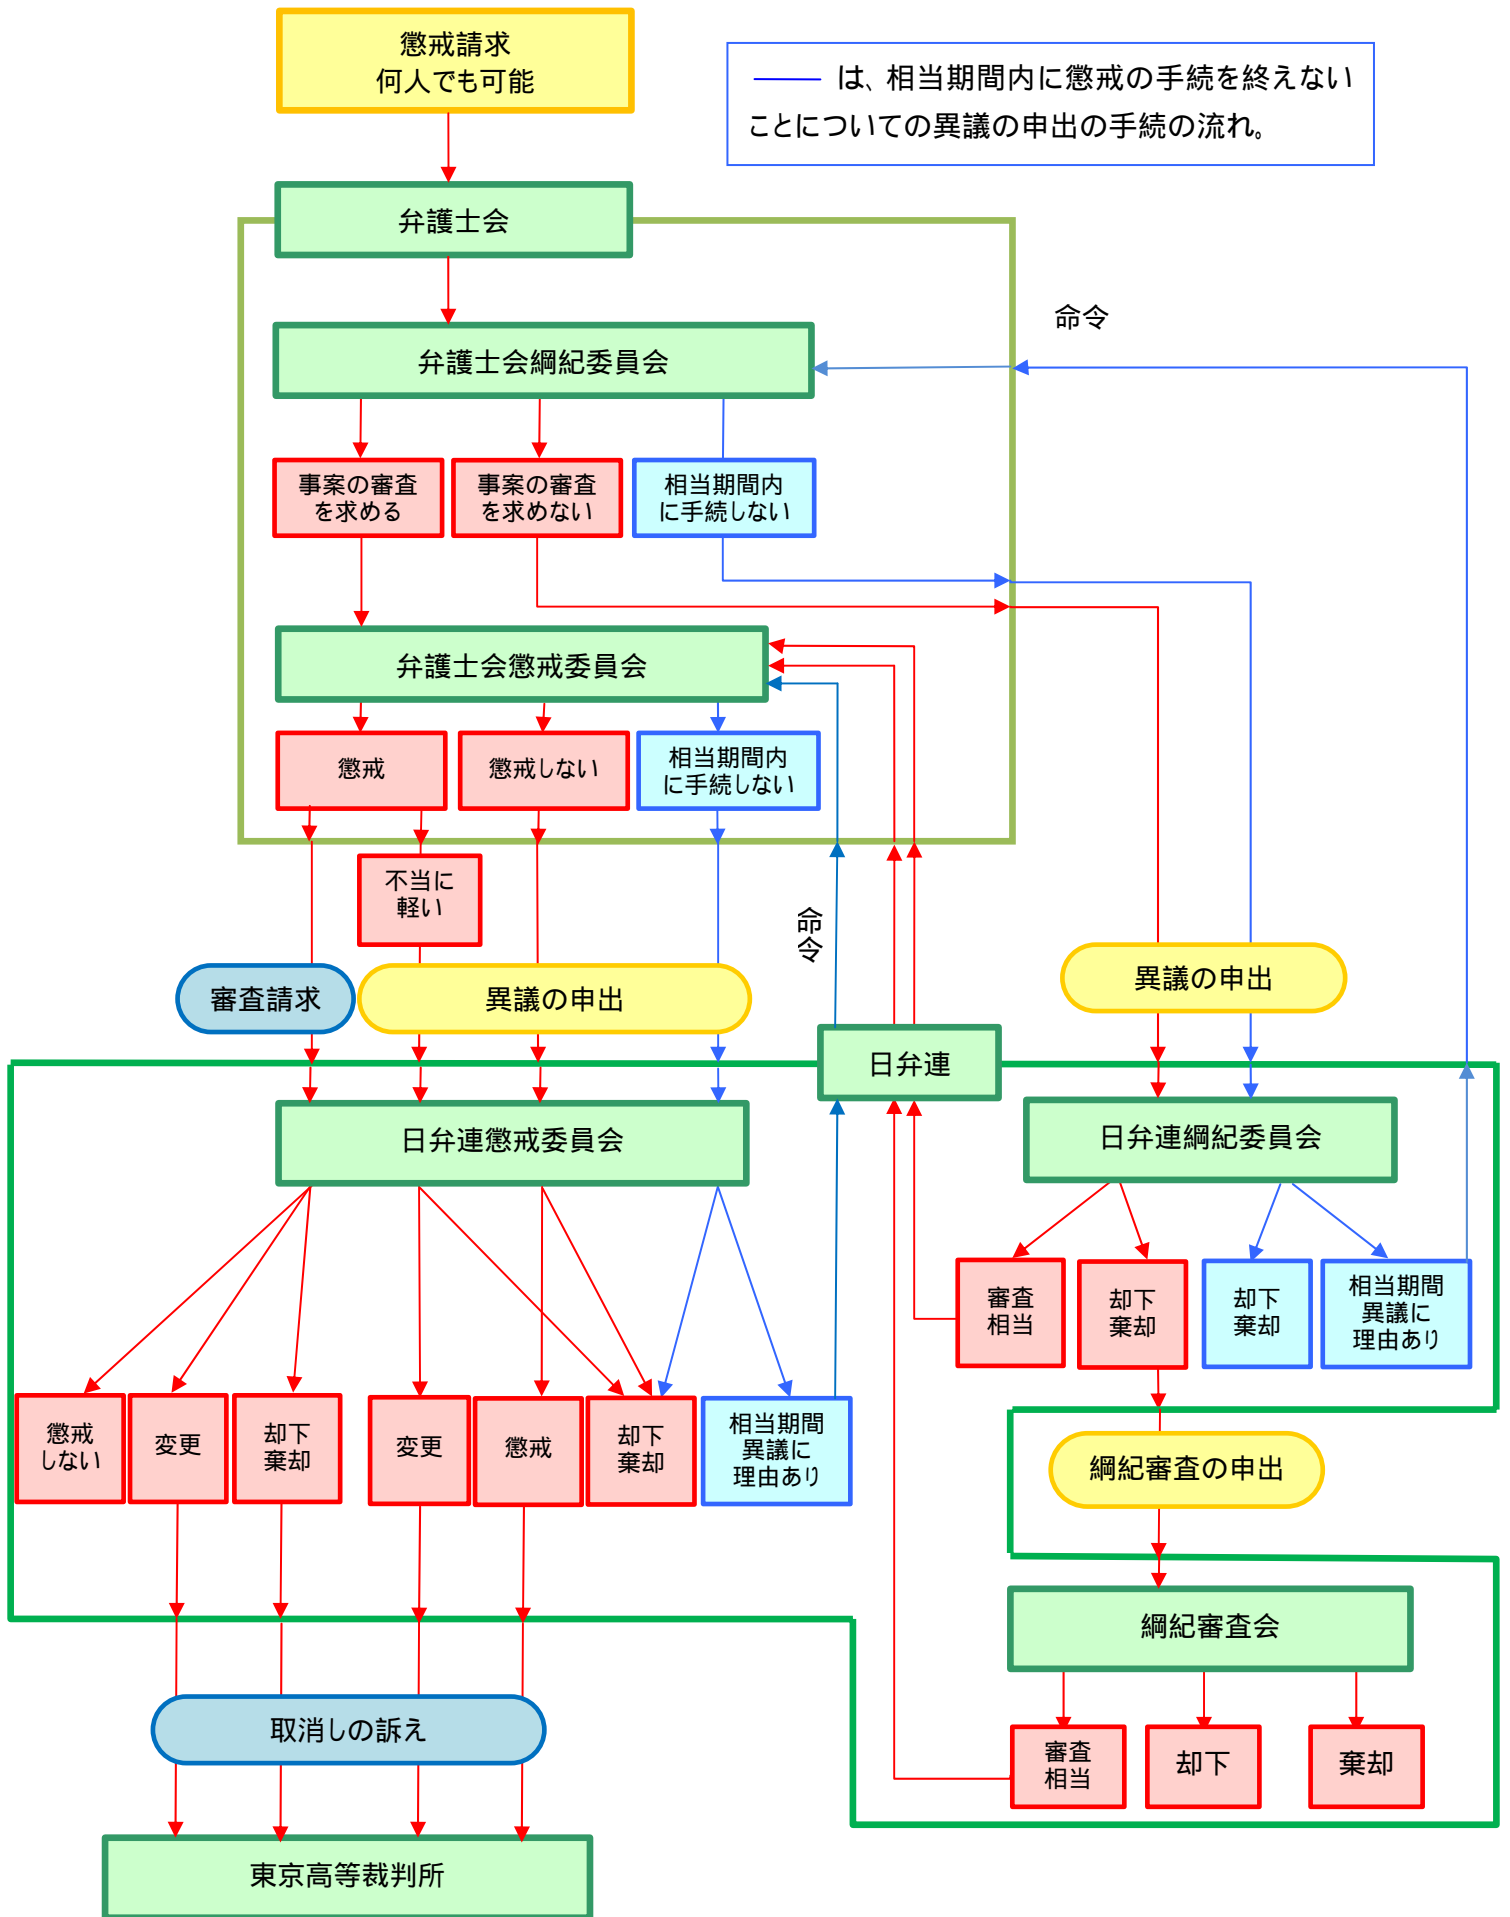 懲戒請求
何人でも可能
は、相当期間内に懲戒の手続を終えない
ことについての異議の申出の手続の流れ。
弁護士会
命令
弁護士会綱紀委員会
事案の審査
を求める
事案の審査
を求めない
相当期間内
に手続しない
弁護士会懲戒委員会
懲戒
懲戒しない
相当期間内
に手続しない
不当に
軽い
命令
審査請求
異議の申出
異議の申出
日弁連
日弁連懲戒委員会
日弁連綱紀委員会
審査
相当
却下
棄却
却下
棄却
相当期間
異議に
理由あり
懲戒
しない
変更
却下
棄却
変更
懲戒
却下
棄却
相当期間
異議に
理由あり
綱紀審査の申出
綱紀審査会
審査
相当
却下
棄却
取消しの訴え
東京高等裁判所